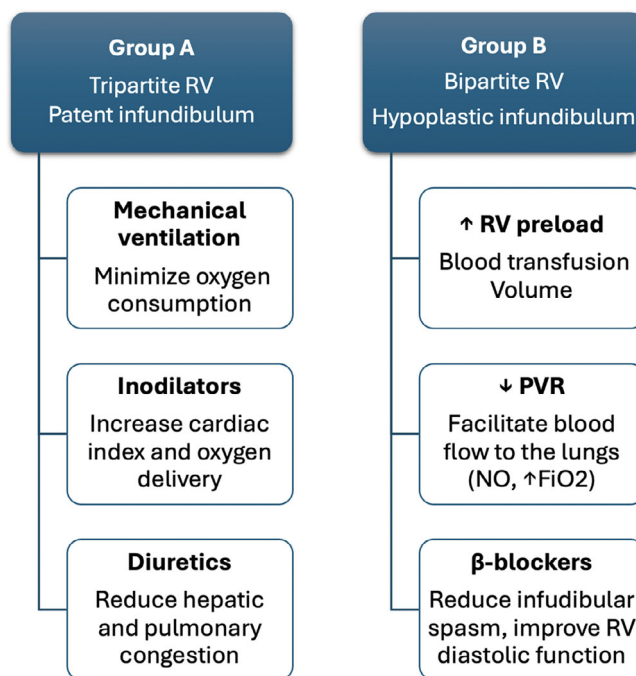 Group A
Tripartite RV
Patent infundibulum
Mechanical
ventilation
Minimize oxygen
consumption
Inodilators
Increase cardiac
index and oxygen
delivery
Diuretics
Reduce hepatic
and pulmonary
congestion
Group B
Bipartite RV
Hypoplastic infundibulum
↑ RV preload
Blood transfusion
Volume
↓ PVR
Facilitate blood
flow to the lungs
(NO, ↑FiO2)
β-blockers
Reduce infudibular
spasm, improve RV
diastolic function